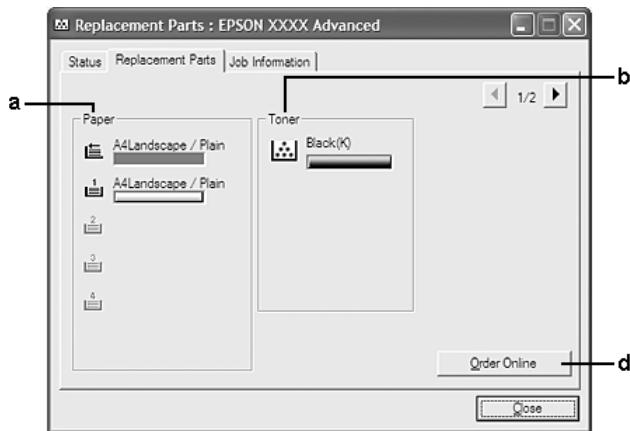 Replacement Parts : EPSON XXXX Advanced
Status Replacement Parts Job Information
b
1/2
a
Paper
Toner
A4Landscape / Plain
Black(K)
1
A4Landscape / Plain
2
3
4
Order Online
d
Close